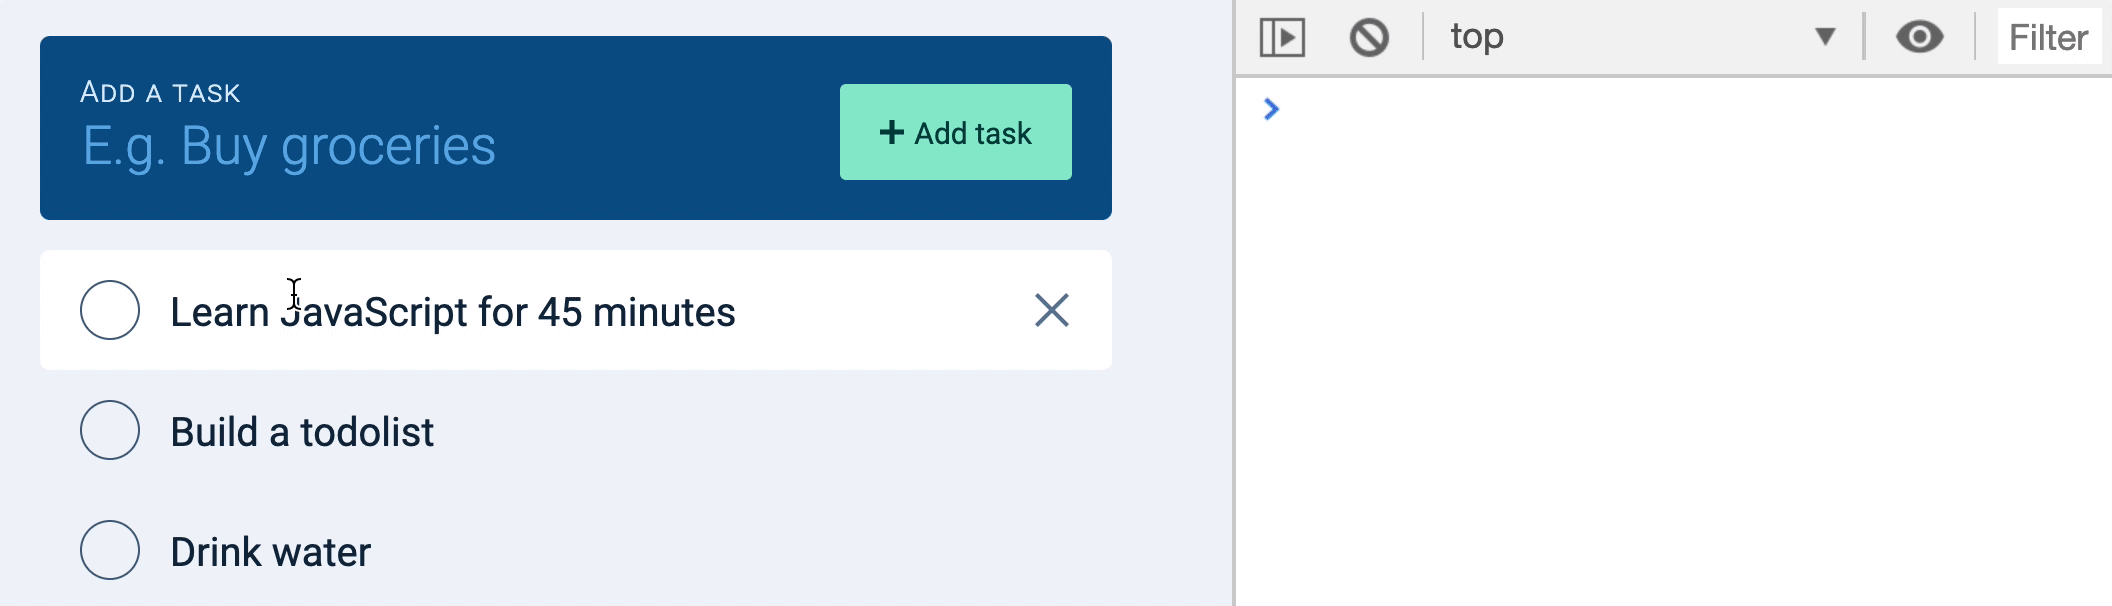 ADD A TASK
E.g. Buy groceries
+ Add task
Learn JavaScript for 45 minutes
Build a todolist
Drink water
top
Filter